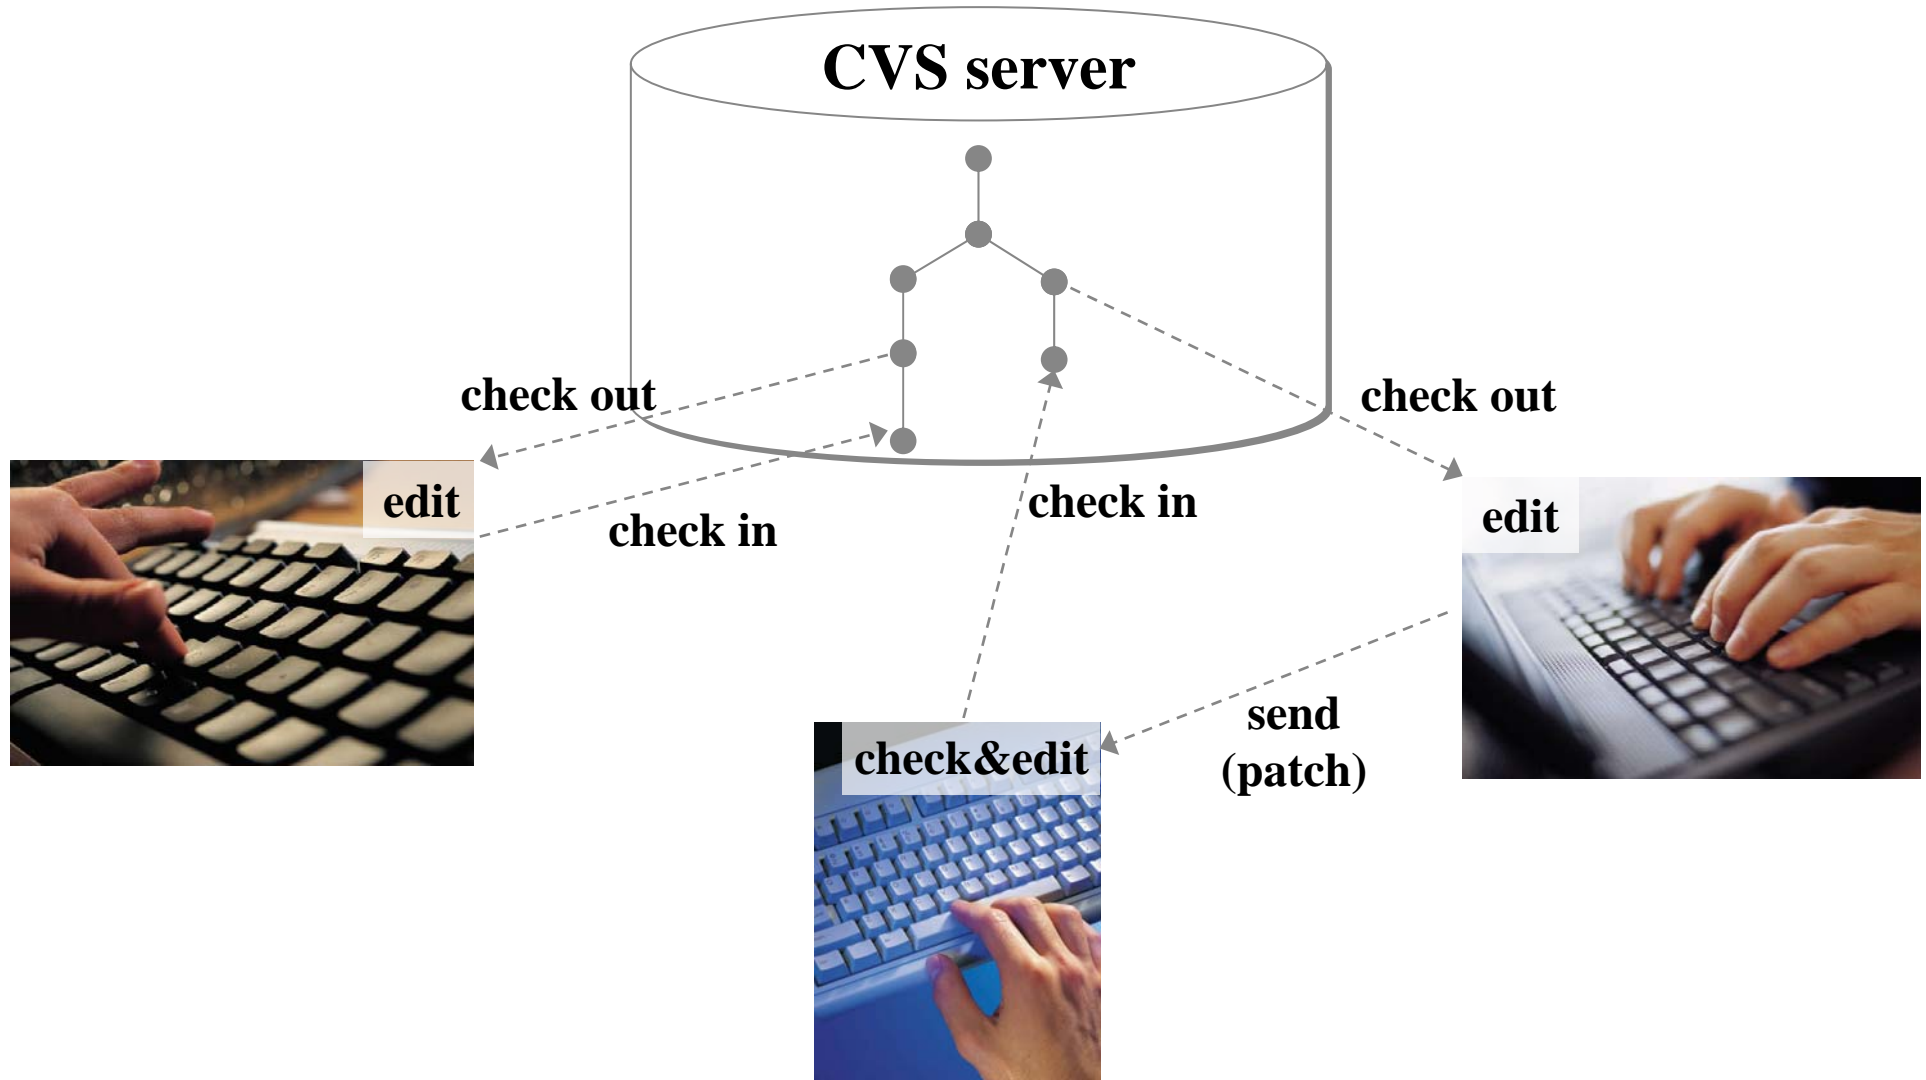 CVS server
check out
check out
edit
check in
check in
edit
send
(patch)
check&edit